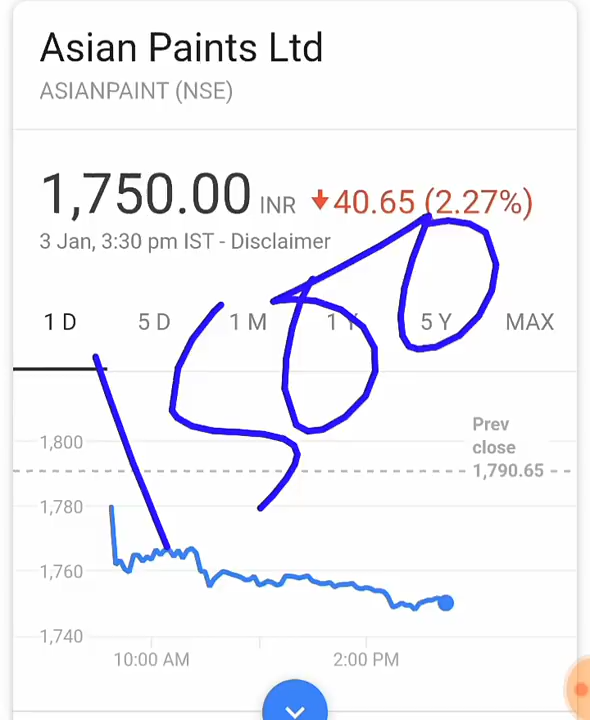 Asian Paints Ltd
ASIANPAINT (NSE)
1,750.00 INR 40.65 (2.27%)
3 Jan, 3:30 pm IST - Disclaimer
1 D 5 D 1 M 1 Y 5 Y MAX
1500
Prev
close
1,790.65
1,800
1,780
1,760
1,740
10:00 AM 2:00 PM